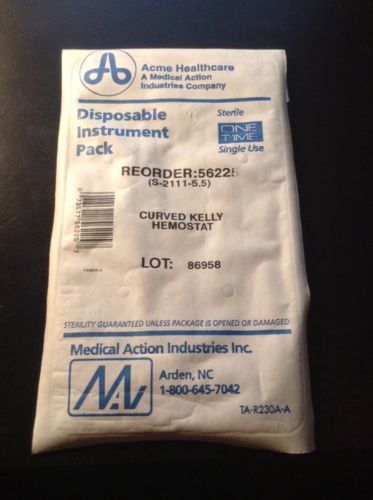 Acme Healthcare
A Medical Action
Industries Company
Disposable
Instrument
Pack
Sterile
ONE
TIME
Single Use
REORDER:56225
(S-2111-5.5)
CURVED KELLY
HEMOSTAT
LOT: 86958
STERILITY GUARANTEED UNLESS PACKAGE IS OPENED OR DAMAGED
Medical Action Industries Inc.
MAI
Arden, NC
1-800-645-7042
TA-R230A-A